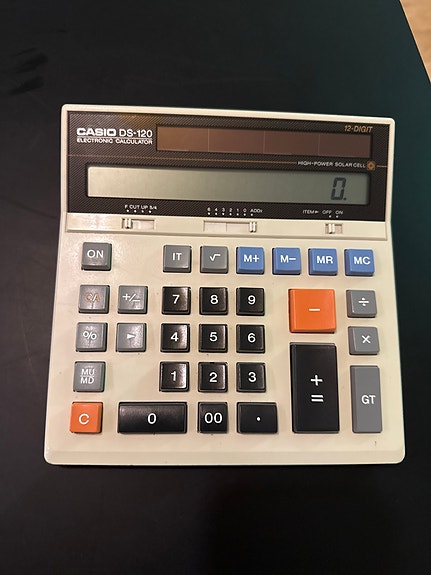 CASIO DS-120
ELECTRONIC CALCULATOR
12-DIGIT
HIGH-POWER SOLAR CELL
0.
F CUT UP 5/4
6 4 3 2 1 0 ADD2
ITEM OFF ON
ON
IT
√
M+
M−
MR
MC
+/−
7
8
9
−
÷
%
►
4
5
6
×
MU
MD
1
2
3
+
=
GT
C
0
00
·